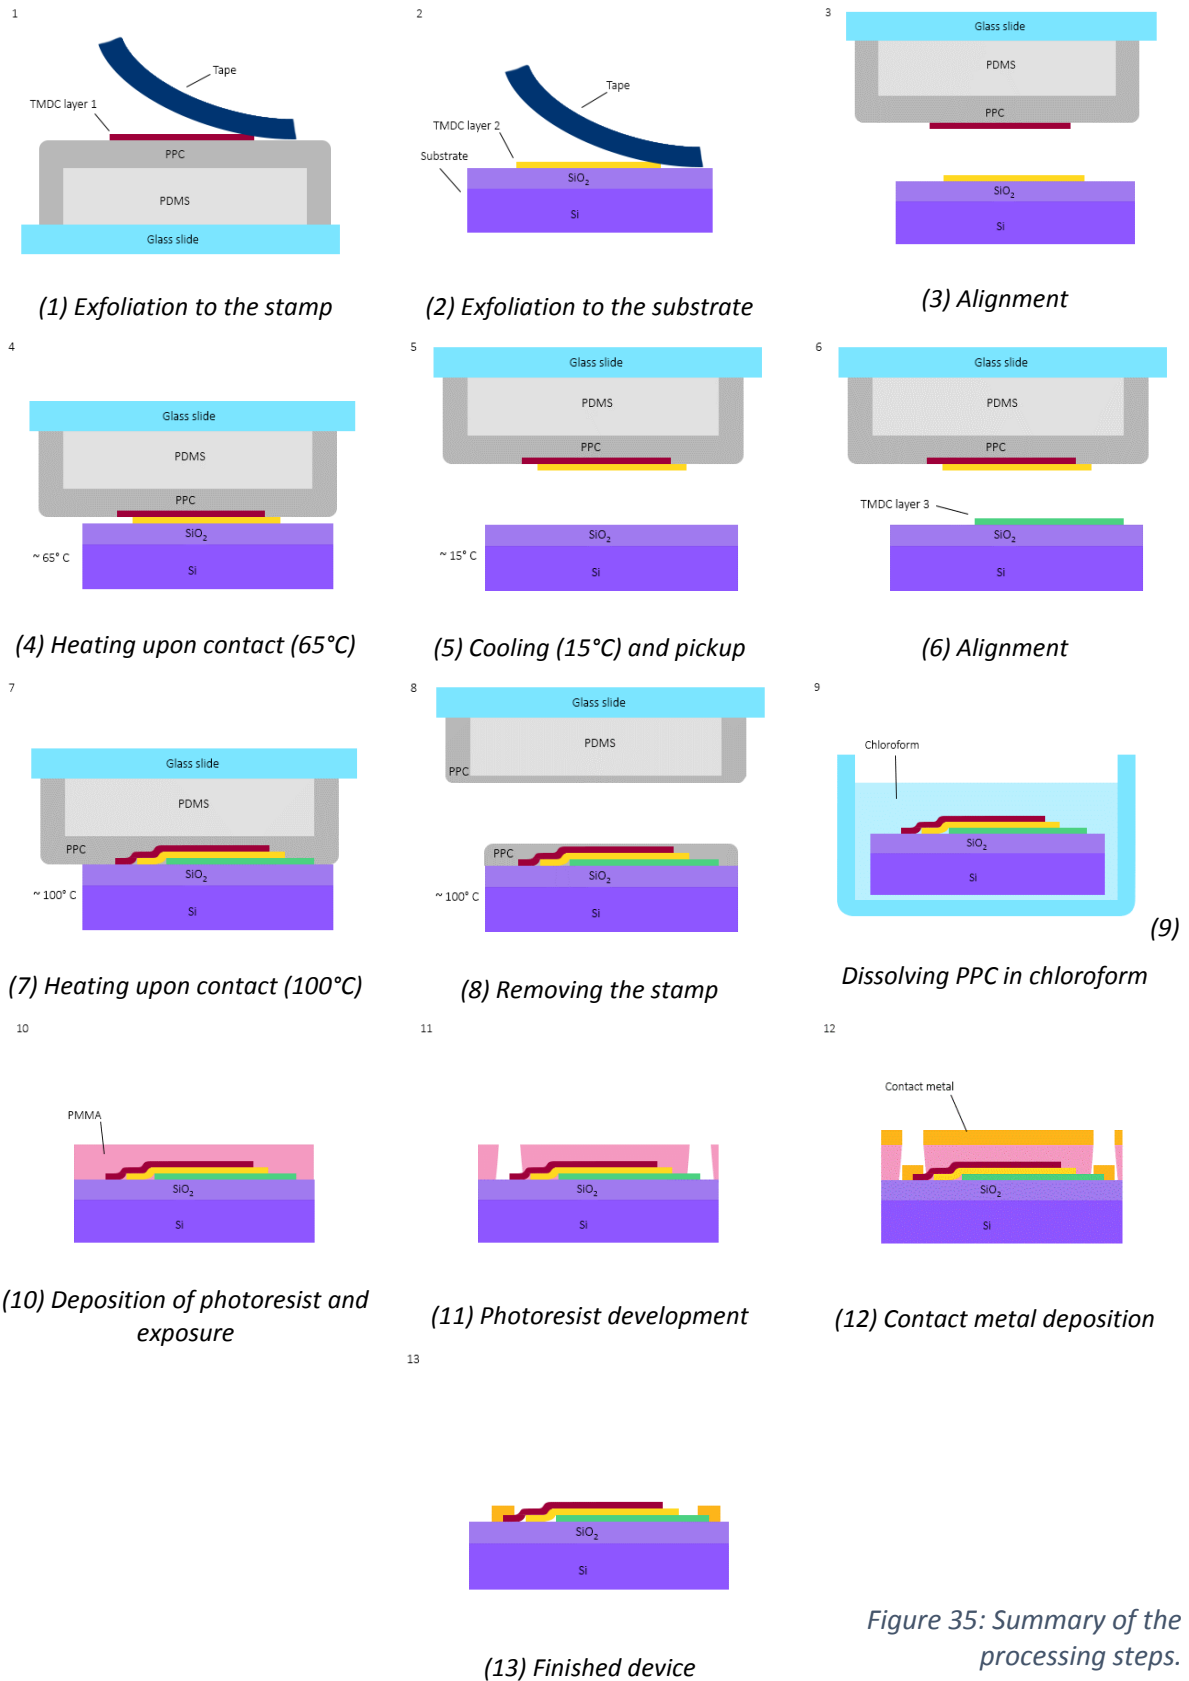 1
Tape
TMDC layer 1
PPC
PDMS
Glass slide
(1) Exfoliation to the stamp
2
Tape
TMDC layer 2
Substrate
SiO2
Si
(2) Exfoliation to the substrate
3
Glass slide
PDMS
PPC
SiO2
Si
(3) Alignment
4
Glass slide
PDMS
PPC
SiO2
~ 65° C
Si
(4) Heating upon contact (65°C)
5
Glass slide
PDMS
PPC
SiO2
~ 15° C
Si
(5) Cooling (15°C) and pickup
6
Glass slide
PDMS
PPC
TMDC layer 3
SiO2
Si
(6) Alignment
7
Glass slide
PDMS
PPC
SiO2
~ 100° C
Si
(7) Heating upon contact (100°C)
8
Glass slide
PDMS
PPC
PPC
SiO2
~ 100° C
Si
(8) Removing the stamp
9
Chloroform
SiO2
Si
(9)
Dissolving PPC in chloroform
10
PMMA
SiO2
Si
(10) Deposition of photoresist and
exposure
11
SiO2
Si
(11) Photoresist development
12
Contact metal
SiO2
Si
(12) Contact metal deposition
13
SiO2
Si
(13) Finished device
Figure 35: Summary of the
processing steps.